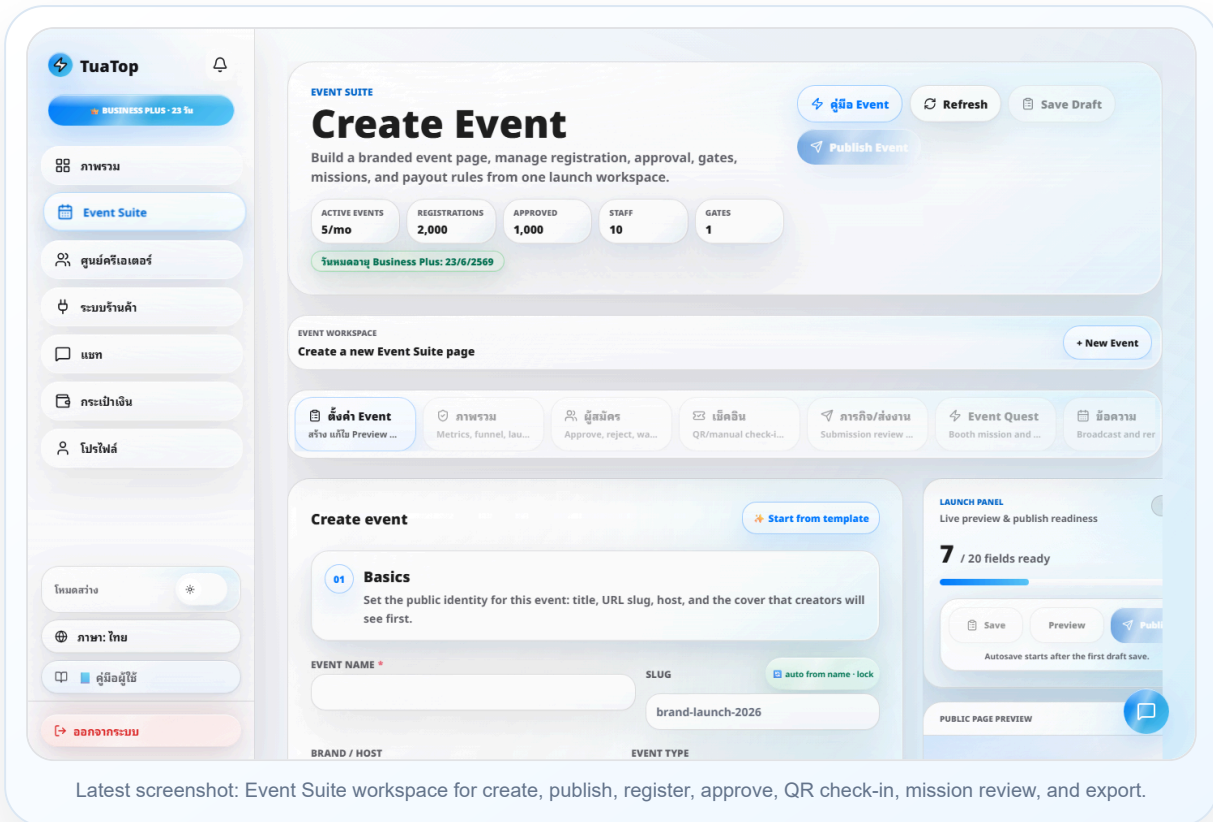 TuaTop
BUSINESS PLUS · 23 วัน
ภาพรวม
Event Suite
ศูนย์ครีเอเตอร์
ระบบร้านค้า
แชท
กระเป๋าเงิน
โปรไฟล์
โหมดสว่าง
ภาษา: ไทย
คู่มือผู้ใช้
ออกจากระบบ
EVENT SUITE
Create Event
Build a branded event page, manage registration, approval, gates,
missions, and payout rules from one launch workspace.
คู่มือ Event
Refresh
Save Draft
Publish Event
ACTIVE EVENTS
5/mo
REGISTRATIONS
2,000
APPROVED
1,000
STAFF
10
GATES
1
วันหมดอายุ Business Plus: 23/6/2569
EVENT WORKSPACE
Create a new Event Suite page
+ New Event
ตั้งค่า Event
สร้าง แก้ไข Preview ...
ภาพรวม
Metrics, funnel, lau...
ผู้สมัคร
Approve, reject, wa...
เช็คอิน
QR/manual check-i...
ภารกิจ/ส่งงาน
Submission review ...
Event Quest
Booth mission and ...
ข้อความ
Broadcast and rer
Create event
Start from template
01
Basics
Set the public identity for this event: title, URL slug, host, and the cover that creators will
see first.
EVENT NAME *
SLUG
auto from name · lock
brand-launch-2026
BRAND / HOST
EVENT TYPE
LAUNCH PANEL
Live preview & publish readiness
7 / 20 fields ready
Save
Preview
Publi
Autosave starts after the first draft save.
PUBLIC PAGE PREVIEW
Latest screenshot: Event Suite workspace for create, publish, register, approve, QR check-in, mission review, and export.